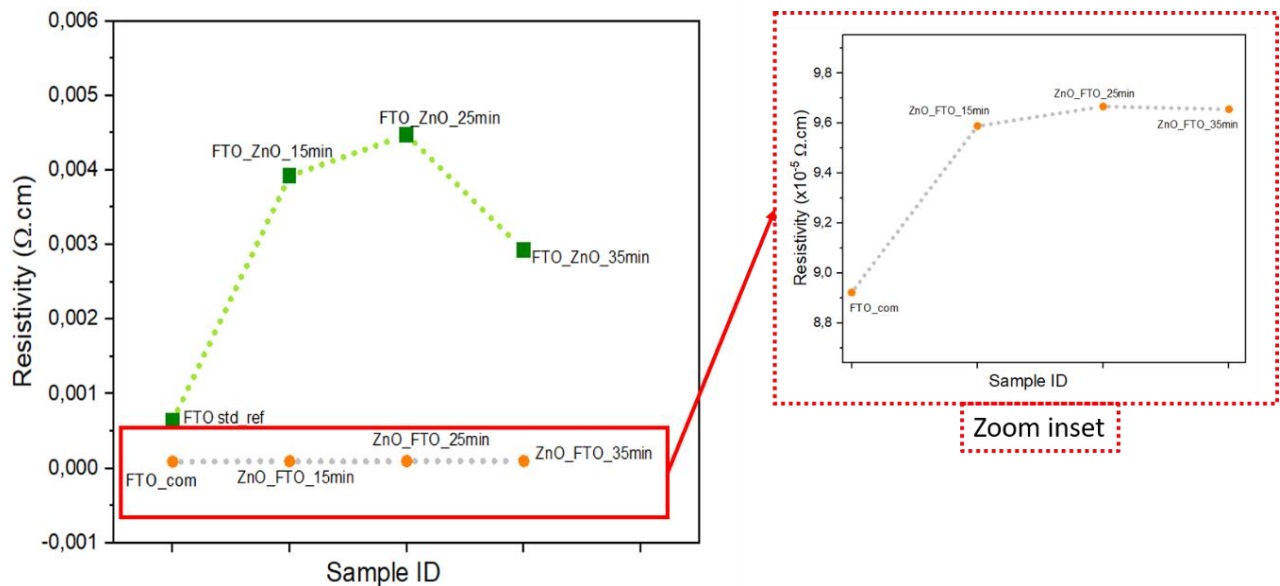 0,006
0,005
0,004
0,003
0,002
0,001
0,000
-0,001
Resistivity (Ω.cm)
Sample ID
FTO_ZnO_25min
FTO_ZnO_15min
FTO_ZnO_35min
FTO std_ref
ZnO_FTO_25min
ZnO_FTO_35min
FTO_com
ZnO_FTO_15min
9,8
9,6
9,4
9,2
9,0
8,8
Resistivity (x10⁻⁵ Ω.cm)
ZnO_FTO_25min
ZnO_FTO_15min
ZnO_FTO_35min
FTO_com
Sample ID
Zoom inset